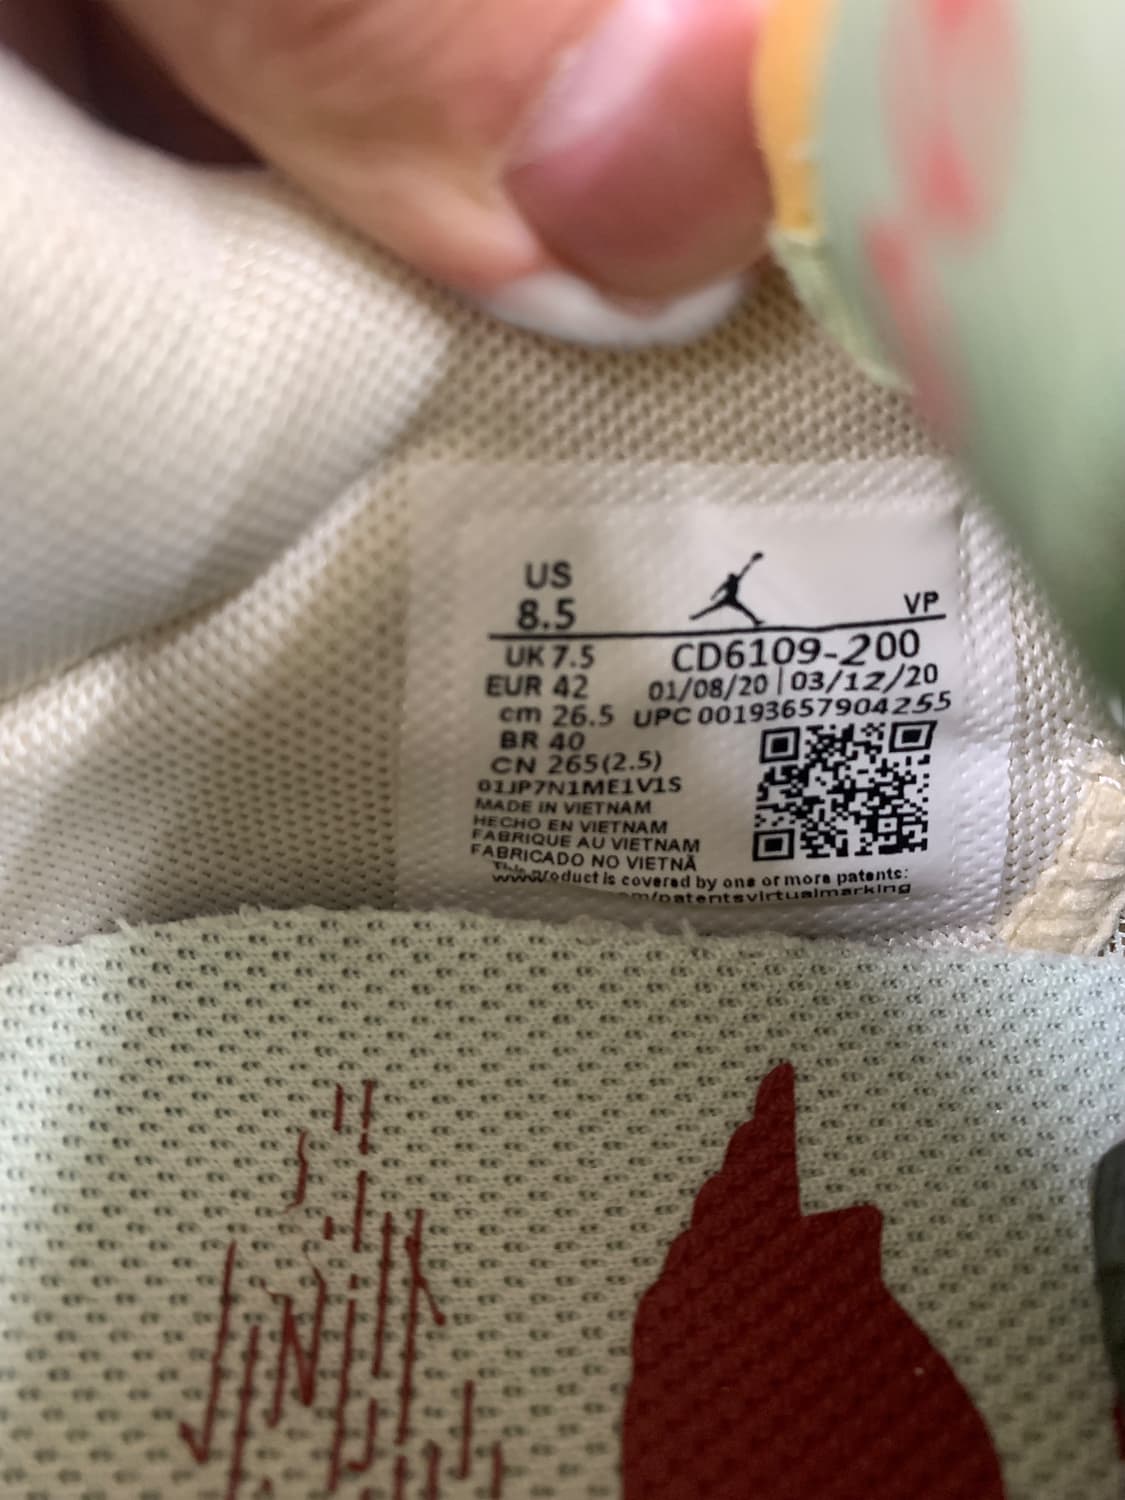 US
8.5
VP
UK 7.5
EUR 42
cm 26.5
BR 40
CN 265(2.5)
CD6109-200
01/08/20 | 03/12/20
UPC 00193657904255
01JP7N1ME1V1S
MADE IN VIETNAM
HECHO EN VIETNAM
FABRIQUE AU VIETNAM
FABRICADO NO VIETNÃ
This product is covered by one or more patents:
m/patentsvirtualmarking